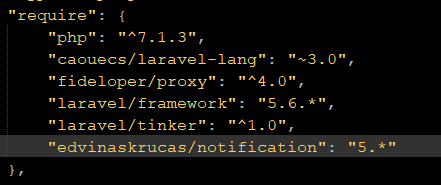 "require": {
"php": "^7.1.3",
"caouecs/laravel-lang": "~3.0",
"fideloper/proxy": "^4.0",
"laravel/framework": "5.6.*",
"laravel/tinker": "^1.0",
"edvinaskrucas/notification": "5.*"
},